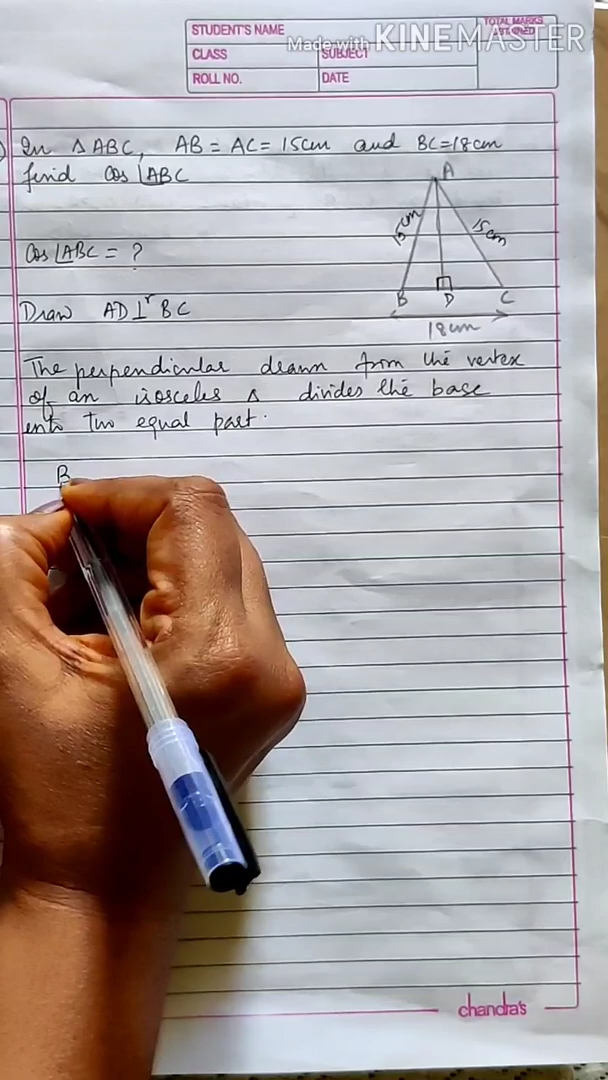 STUDENT'S NAME
TOTAL MARKS
CLASS
SUBJECT
ROLL NO.
DATE
Made with KINEMASTER
In △ABC, AB = AC = 15cm and BC=18cm
find Cos ∠ABC
A
15cm
15cm
B D C
18cm
Cos ∠ABC = ?
Draw AD⊥ʳ BC
The perpendicular drawn from the vertex
of an isosceles △ divides the base
into two equal part.
B
chandra's